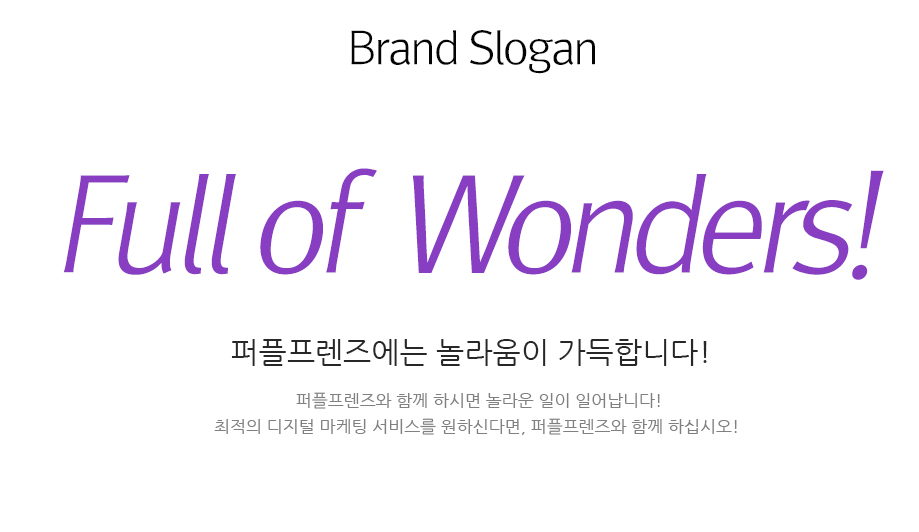 Brand Slogan
Full of Wonders!
퍼플프렌즈에는 놀라움이 가득합니다!
퍼플프렌즈와 함께 하시면 놀라운 일이 일어납니다!
최적의 디지털 마케팅 서비스를 원하신다면, 퍼플프렌즈와 함께 하십시오!